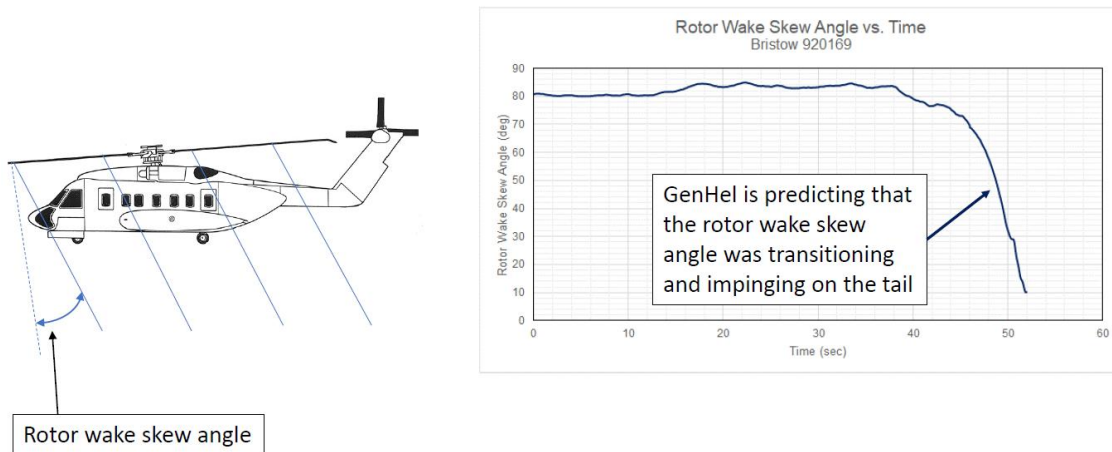 Rotor wake skew angle
Rotor Wake Skew Angle vs. Time
Bristow 920169
Rotor Wake Skew Angle (deg)
90
80
70
60
50
40
30
20
10
0
GenHel is predicting that
the rotor wake skew
angle was transitioning
and impinging on the tail
0 10 20 30 40 50 60
Time (sec)